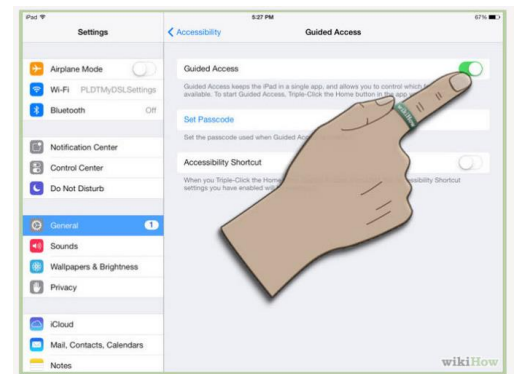 iPad
5:27 PM
67%
Settings
Accessibility
Guided Access
Airplane Mode
Wi-Fi PLDTMyDSLSettings
Bluetooth Off
Notification Center
Control Center
Do Not Disturb
General 1
Sounds
Wallpapers & Brightness
Privacy
iCloud
Mail, Contacts, Calendars
Notes
Guided Access
Guided Access keeps the iPad in a single app, and allows you to control which
available. To start Guided Access, Triple-Click the Home button in the app
Set Passcode
Set the passcode used when Guided
Accessibility Shortcut
When you Triple-Click the Home Shortcut
settings you have enabled
wikiHow